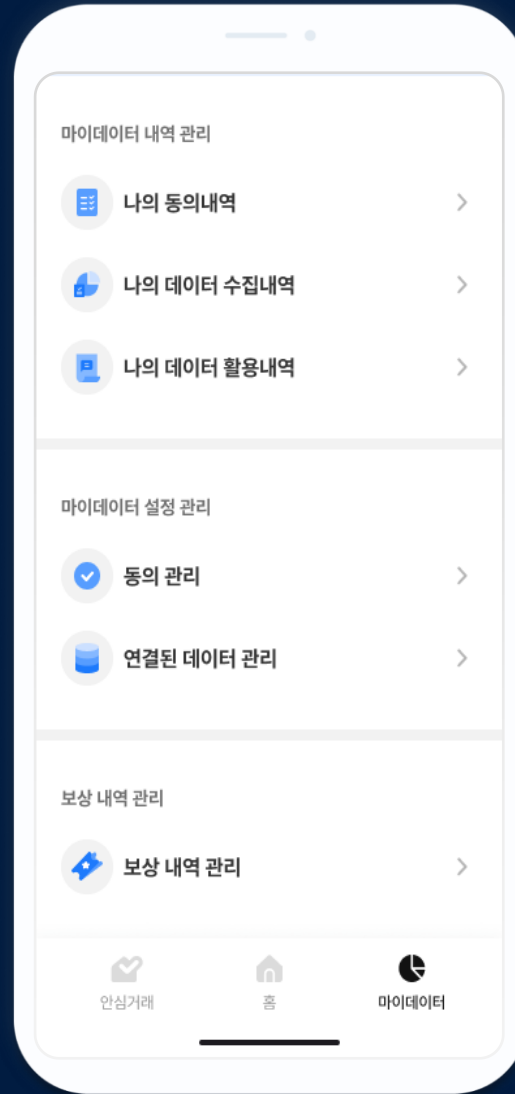 마이데이터 내역 관리
나의 동의내역
나의 데이터 수집내역
나의 데이터 활용내역
마이데이터 설정 관리
동의 관리
연결된 데이터 관리
보상 내역 관리
보상 내역 관리
안심거래
홈
마이데이터